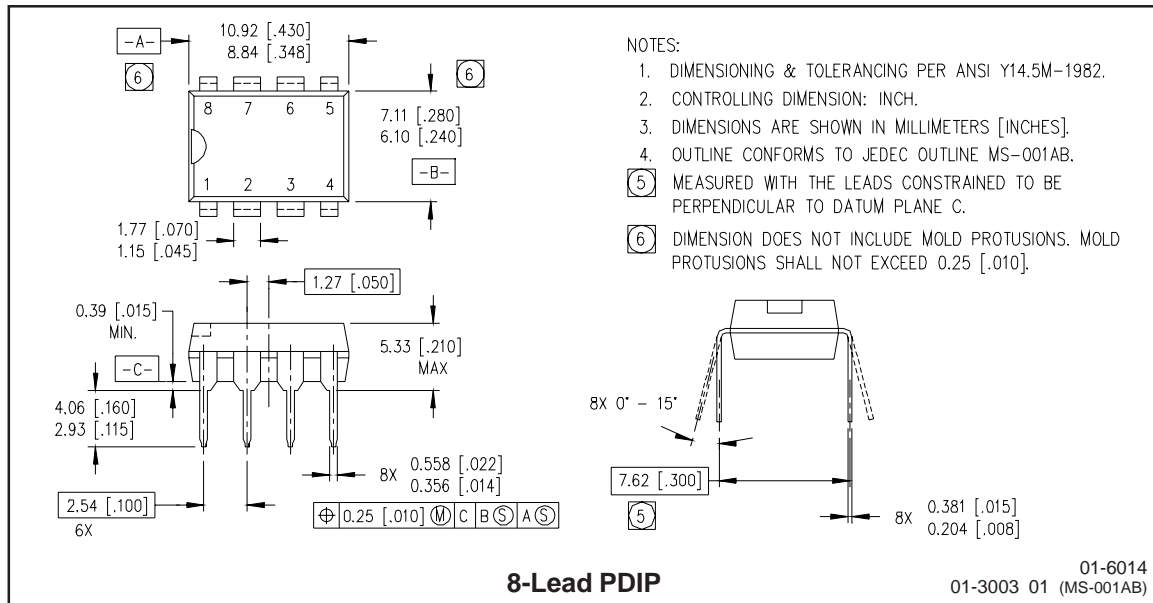 -A-
10.92 [.430]
8.84 [.348]
6
6
8 7 6 5
7.11 [.280]
6.10 [.240]
-B-
1 2 3 4
1.77 [.070]
1.15 [.045]
1.27 [.050]
0.39 [.015]
MIN.
5.33 [.210]
MAX
-C-
4.06 [.160]
2.93 [.115]
8X 0.558 [.022]
0.356 [.014]
2.54 [.100]
6X
⌖ 0.25 [.010] Ⓜ C B Ⓢ A Ⓢ
NOTES:
1. DIMENSIONING & TOLERANCING PER ANSI Y14.5M-1982.
2. CONTROLLING DIMENSION: INCH.
3. DIMENSIONS ARE SHOWN IN MILLIMETERS [INCHES].
4. OUTLINE CONFORMS TO JEDEC OUTLINE MS-001AB.
5 MEASURED WITH THE LEADS CONSTRAINED TO BE
PERPENDICULAR TO DATUM PLANE C.
6 DIMENSION DOES NOT INCLUDE MOLD PROTUSIONS. MOLD
PROTUSIONS SHALL NOT EXCEED 0.25 [.010].
8X 0° - 15°
7.62 [.300]
5
8X 0.381 [.015]
0.204 [.008]
8-Lead PDIP
01-6014
01-3003 01 (MS-001AB)